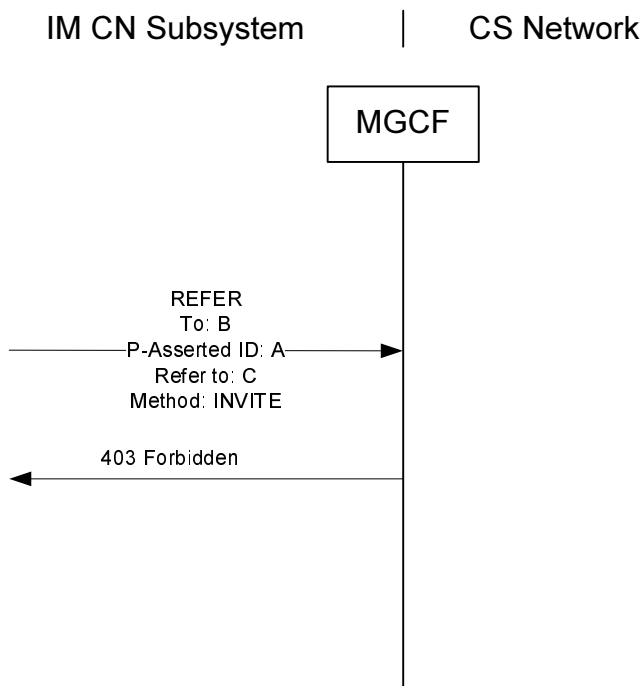 IM CN Subsystem | CS Network
MGCF
REFER
To: B
P-Asserted ID: A
Refer to: C
Method: INVITE
403 Forbidden